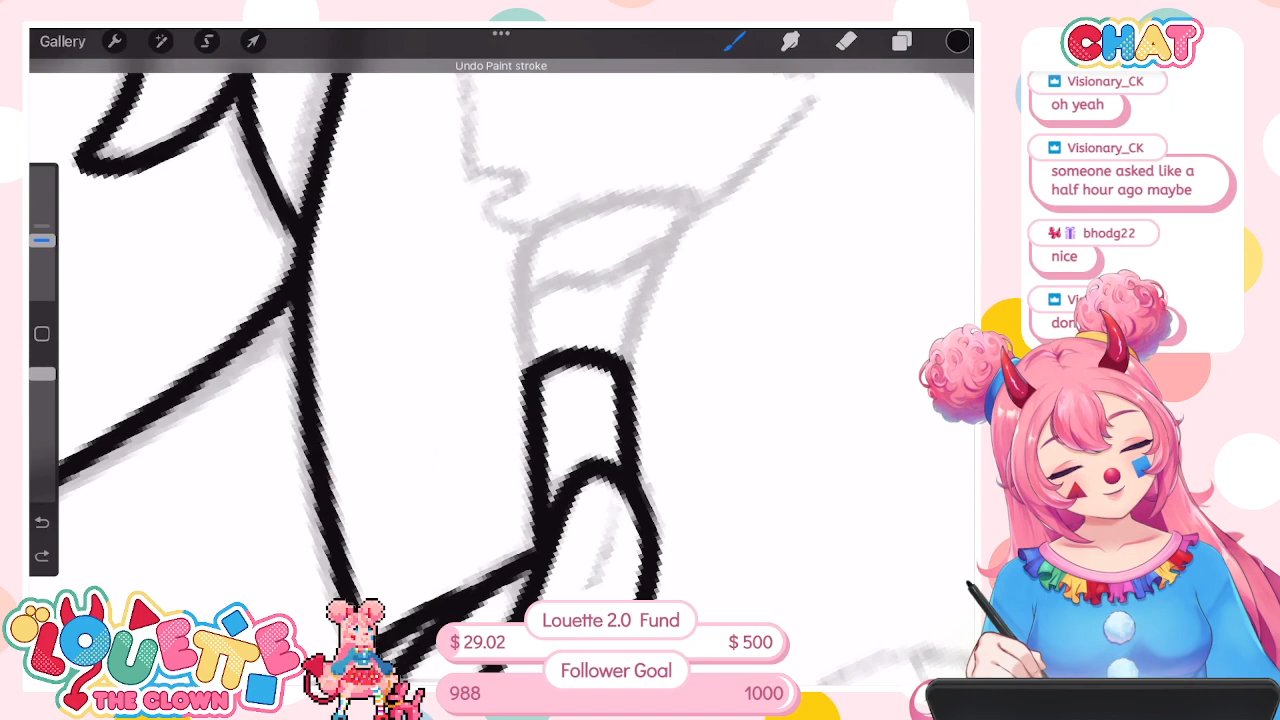 Gallery
Undo Paint stroke
CHAT
Visionary_CK
oh yeah
Visionary_CK
someone asked like a
half hour ago maybe
bhodg22
nice
LOUETTE
THE CLOWN
Louette 2.0 Fund
$ 29.02
$ 500
Follower Goal
988
1000